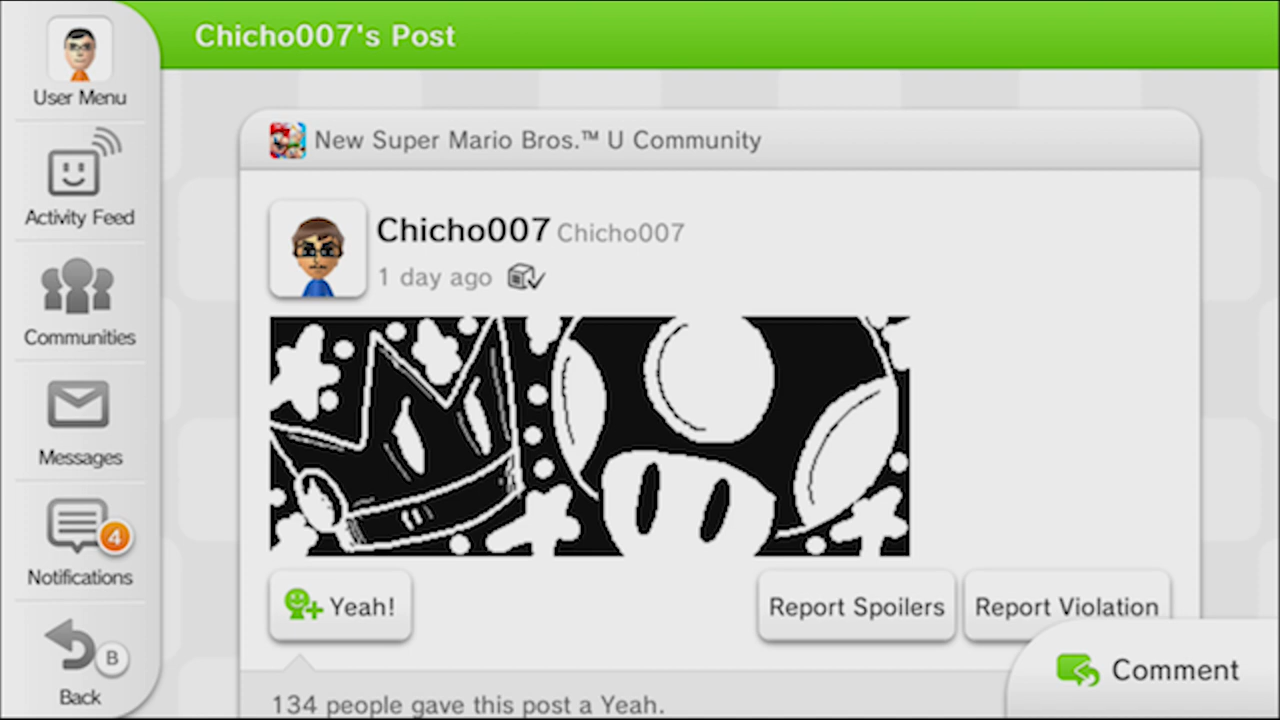 Chicho007's Post
User Menu
Activity Feed
Communities
Messages
4
Notifications
B
Back
New Super Mario Bros.™ U Community
Chicho007 Chicho007
1 day ago
Yeah!
Report Spoilers
Report Violation
Comment
134 people gave this post a Yeah.